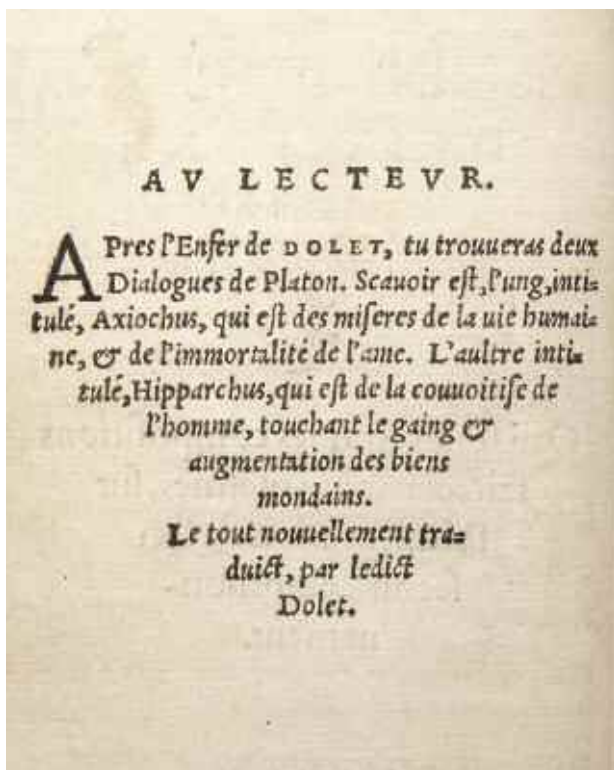 AV LECTEVR.
APres l'Enfer de DOLET, tu trouueras deux
Dialogues de Platon. Scauoir est, l'ung, inti=
tulé, Axiochus, qui est des miseres de la uie humai=
ne, & de l'immortalité de l'ame. L'aultre inti=
tulé, Hipparchus, qui est de la couuoitise de
l'homme, touchant le gaing &
augmentation des biens
mondains.
Le tout nouuellement tra=
duict, par ledict
Dolet.